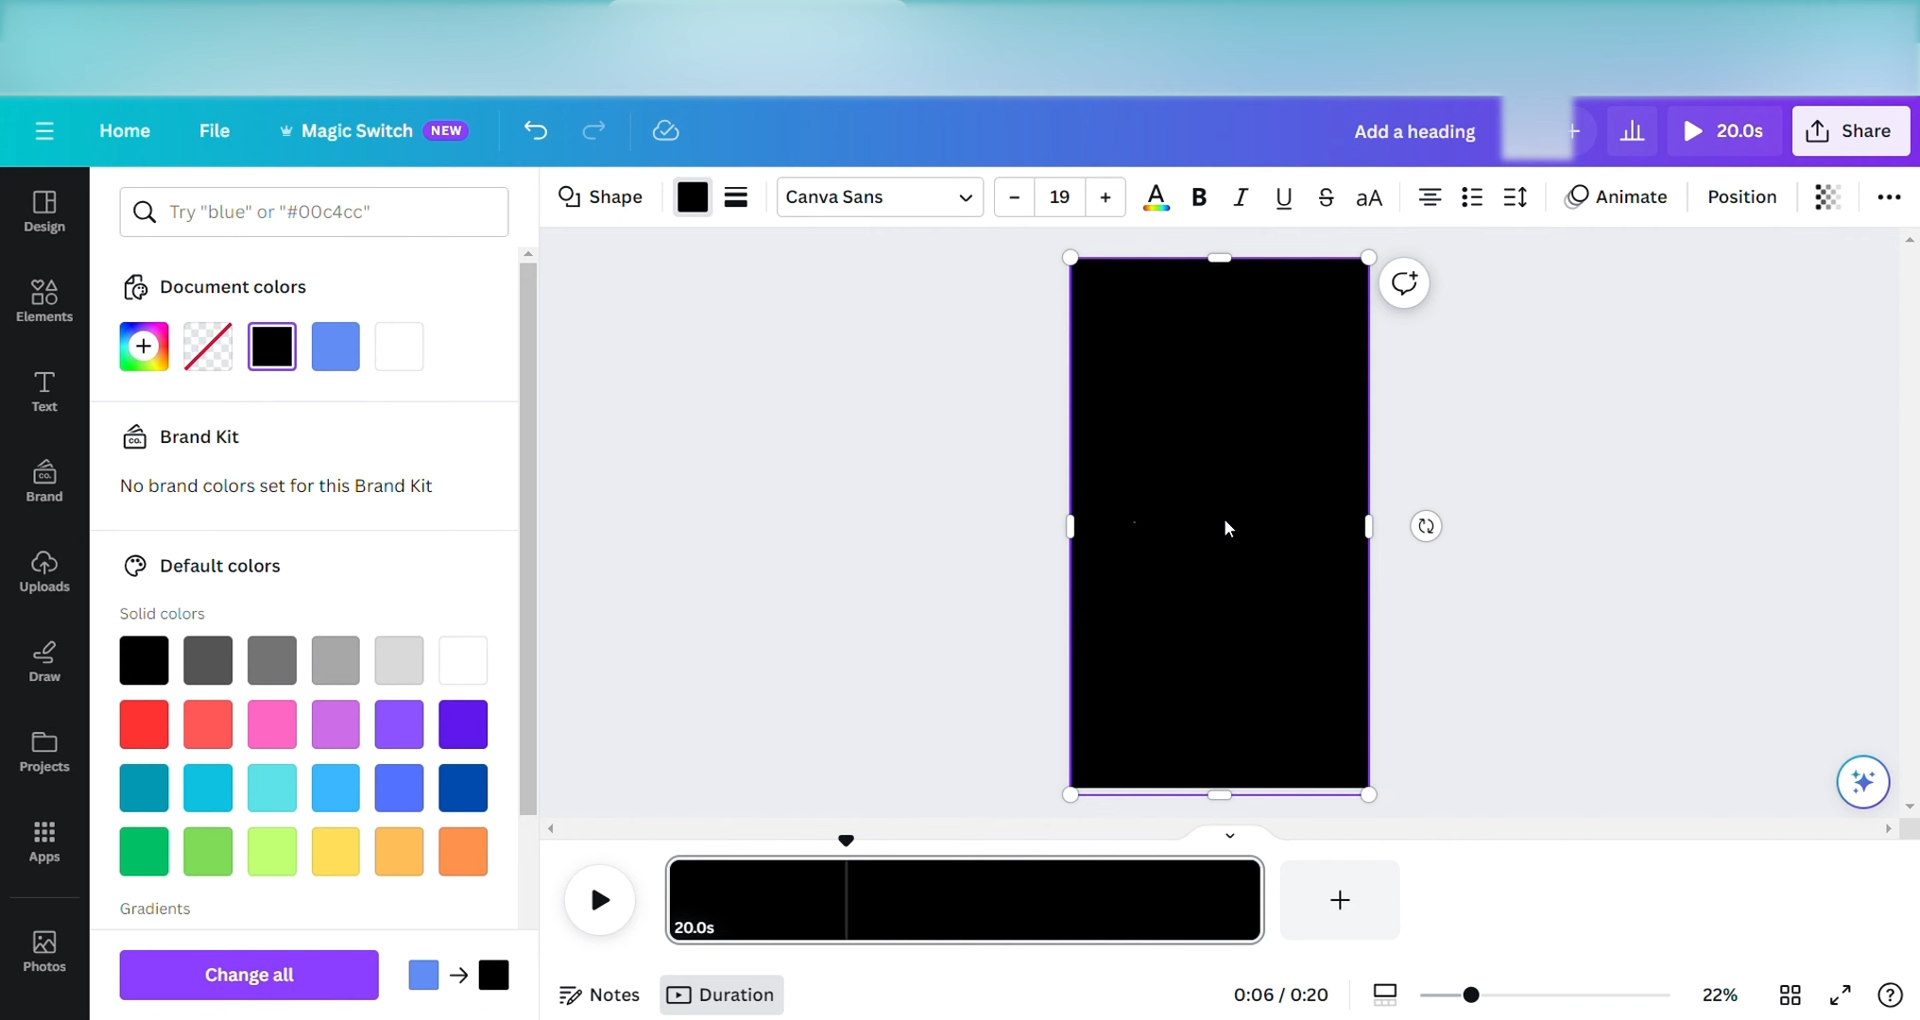 Home File Magic Switch NEW Add a heading 20.0s Share
Design
Elements
Text
Brand
Uploads
Draw
Projects
Apps
Photos
Try "blue" or "#00c4cc"
Document colors
Brand Kit
CO.
No brand colors set for this Brand Kit
Default colors
Solid colors
Gradients
Change all
Shape Canva Sans - 19 + A B I U S aA Animate Position
20.0s
Notes Duration 0:06 / 0:20 22%